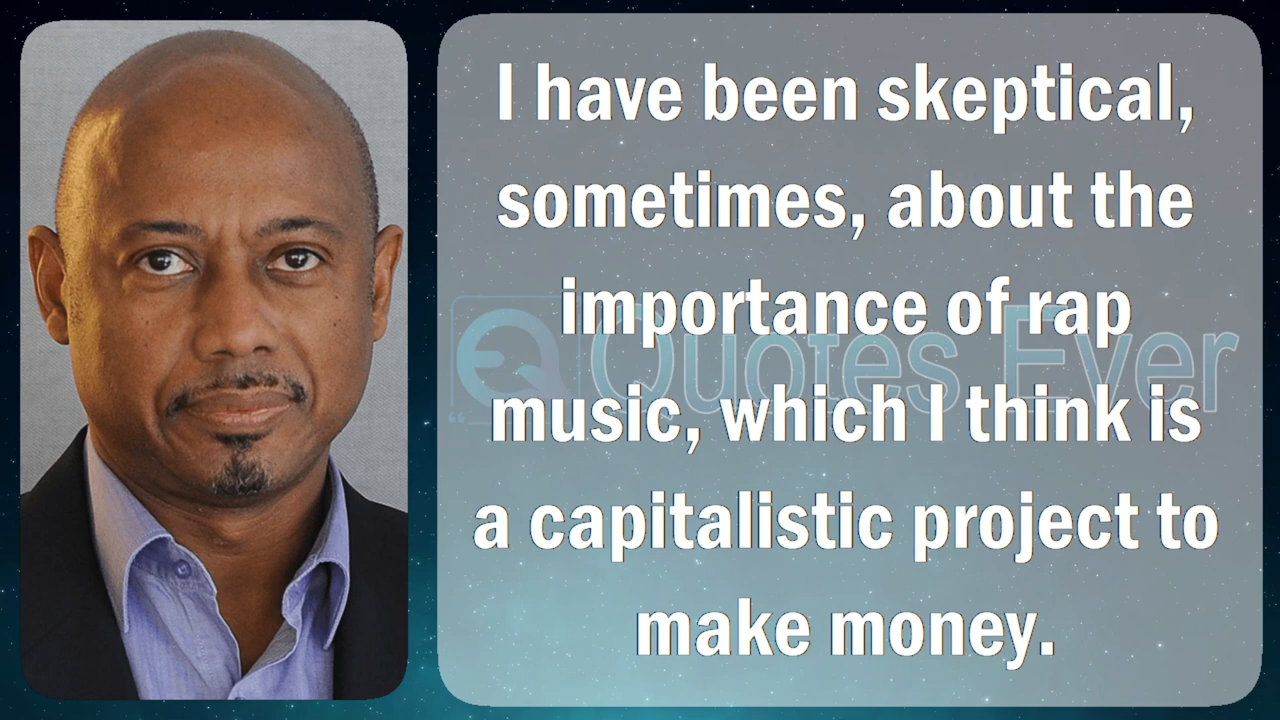 I have been skeptical,
sometimes, about the
importance of rap
Quotes Ever
music, which I think is
a capitalistic project to
make money.